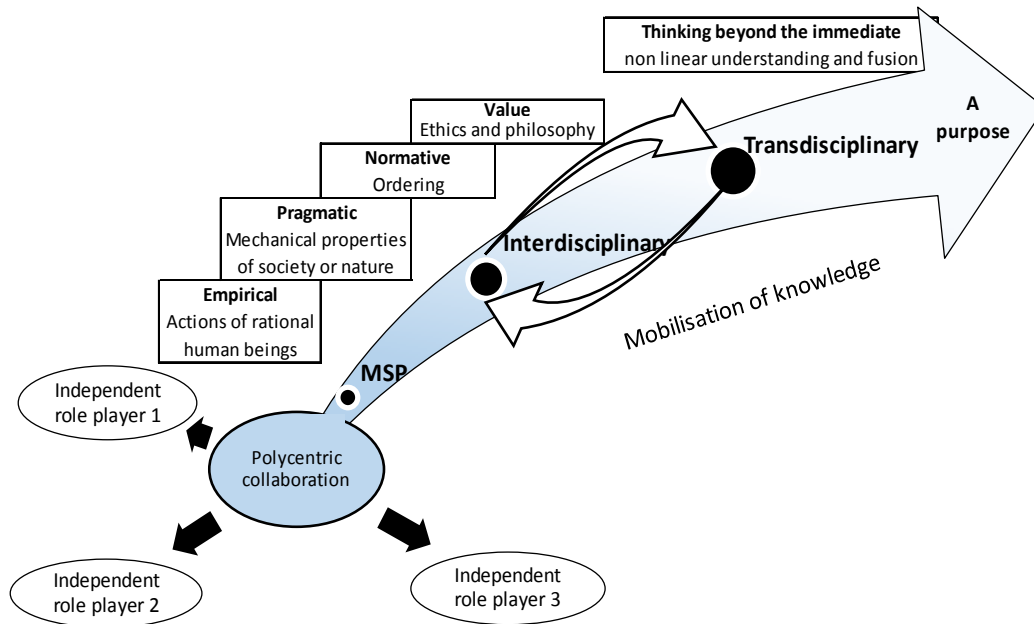 Thinking beyond the immediate
non linear understanding and fusion
A
purpose
Value
Ethics and philosophy
Transdisciplinary
Normative
Ordering
Pragmatic
Mechanical properties
of society or nature
Interdisciplinary
Empirical
Actions of rational
human beings
Mobilisation of knowledge
MSP
Independent
role player 1
Polycentric
collaboration
Independent
role player 2
Independent
role player 3